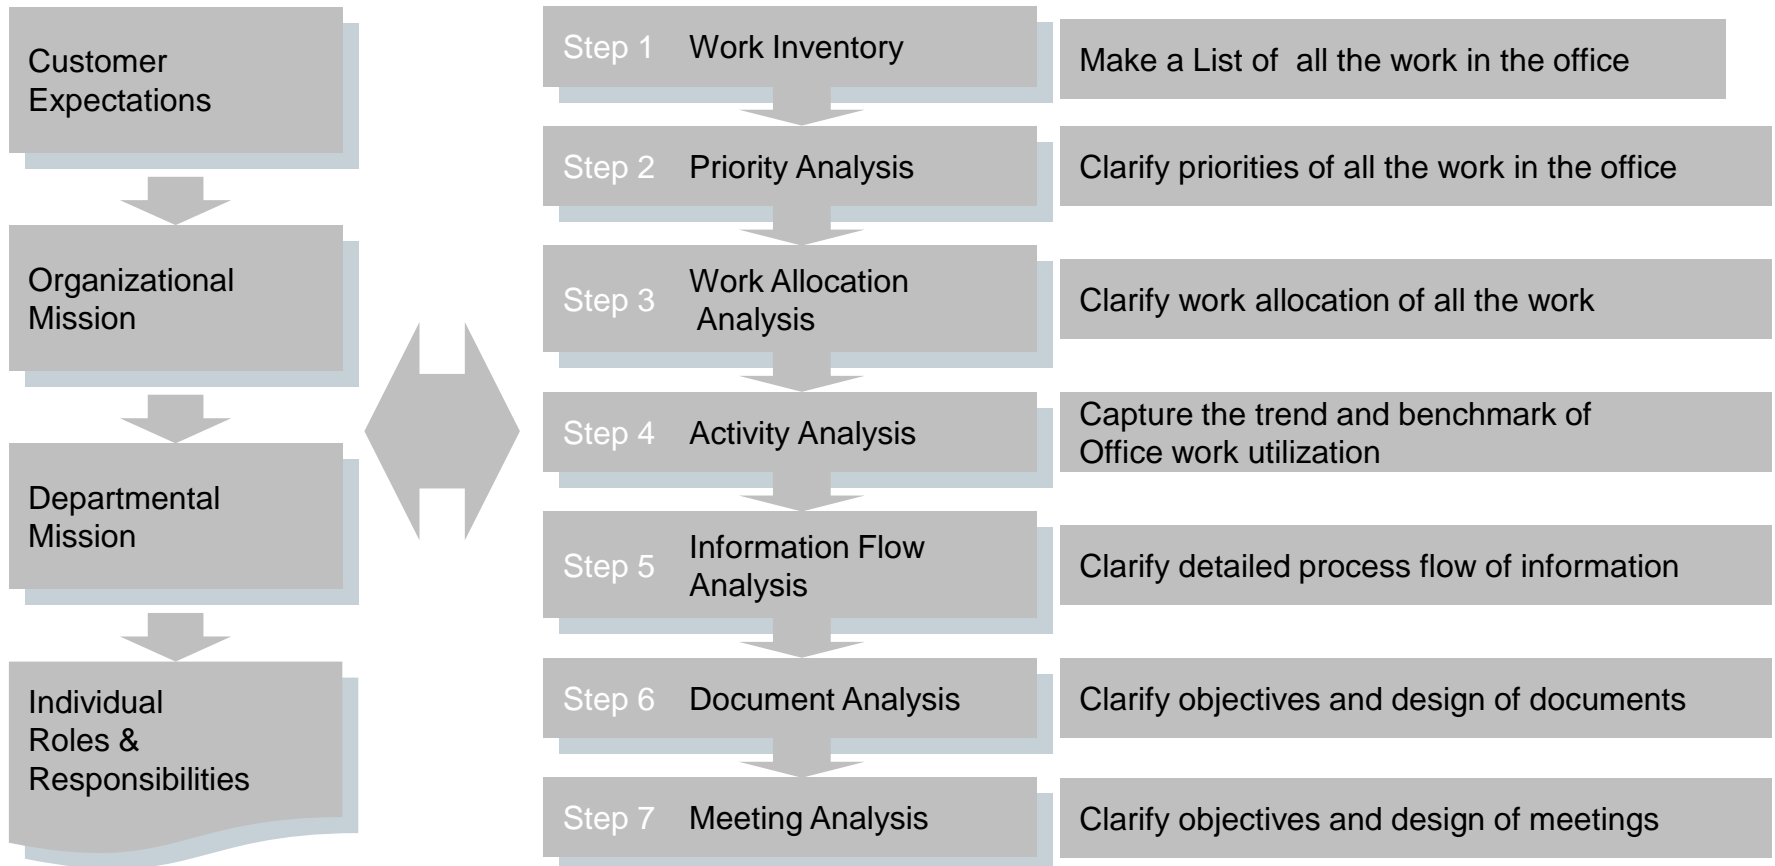 Customer
Expectations
Organizational
Mission
Departmental
Mission
Individual
Roles &
Responsibilities
Step 1 Work Inventory
Make a List of all the work in the office
Step 2 Priority Analysis
Clarify priorities of all the work in the office
Step 3 Work Allocation
Analysis
Clarify work allocation of all the work
Step 4 Activity Analysis
Capture the trend and benchmark of
Office work utilization
Step 5 Information Flow
Analysis
Clarify detailed process flow of information
Step 6 Document Analysis
Clarify objectives and design of documents
Step 7 Meeting Analysis
Clarify objectives and design of meetings